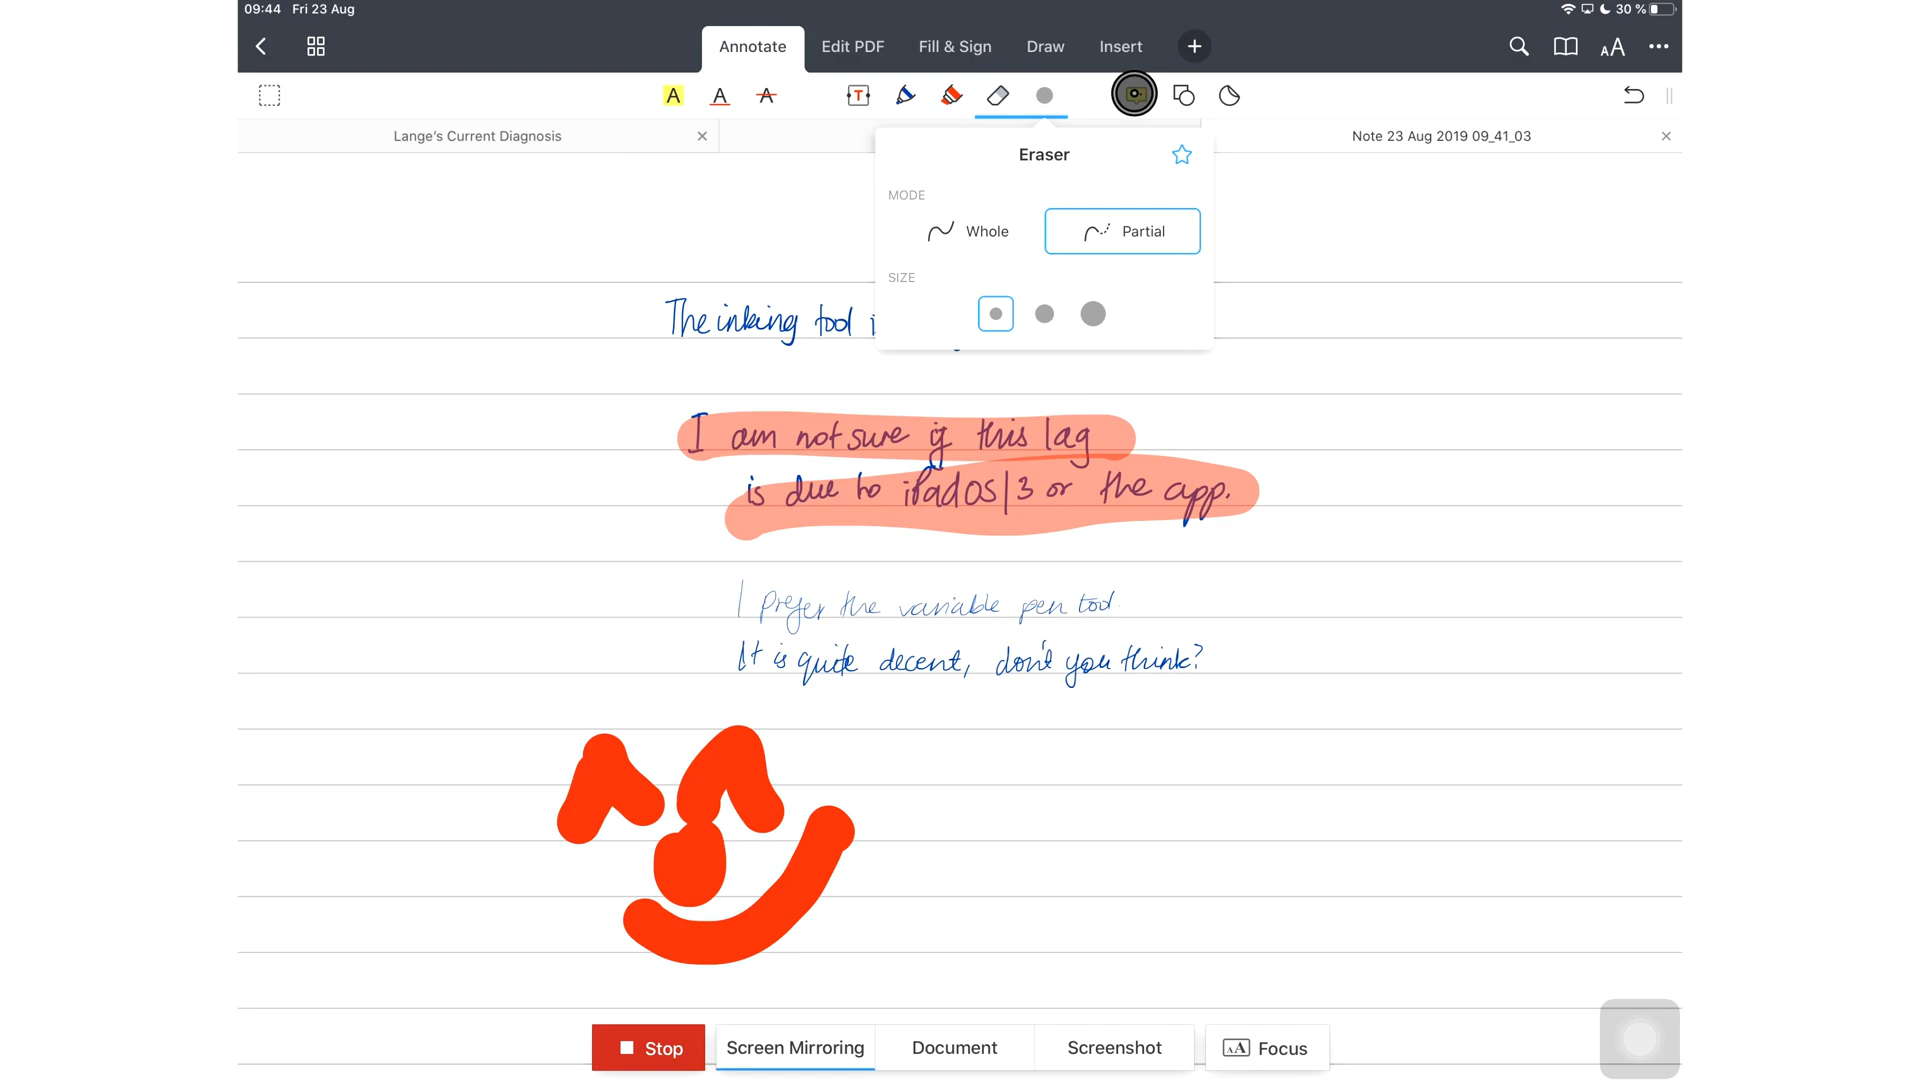 09:44 Fri 23 Aug
30 %
Annotate Edit PDF Fill & Sign Draw Insert
AA
A A A T
Lange's Current Diagnosis
Note 23 Aug 2019 09_41_03
Eraser
MODE
Whole Partial
SIZE
The inking tool
I am not sure if this lag
is due to iPadOS13 or the app.
I prefer the variable pen tool.
It is quite decent, don't you think?
Stop Screen Mirroring Document Screenshot AA Focus